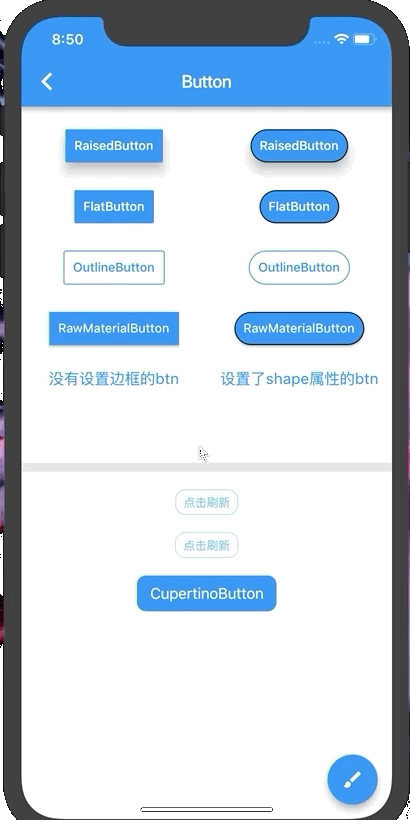 8:50
Button
RaisedButton RaisedButton
FlatButton FlatButton
OutlineButton OutlineButton
RawMaterialButton RawMaterialButton
没有设置边框的btn 设置了shape属性的btn
点击刷新
点击刷新
CupertinoButton